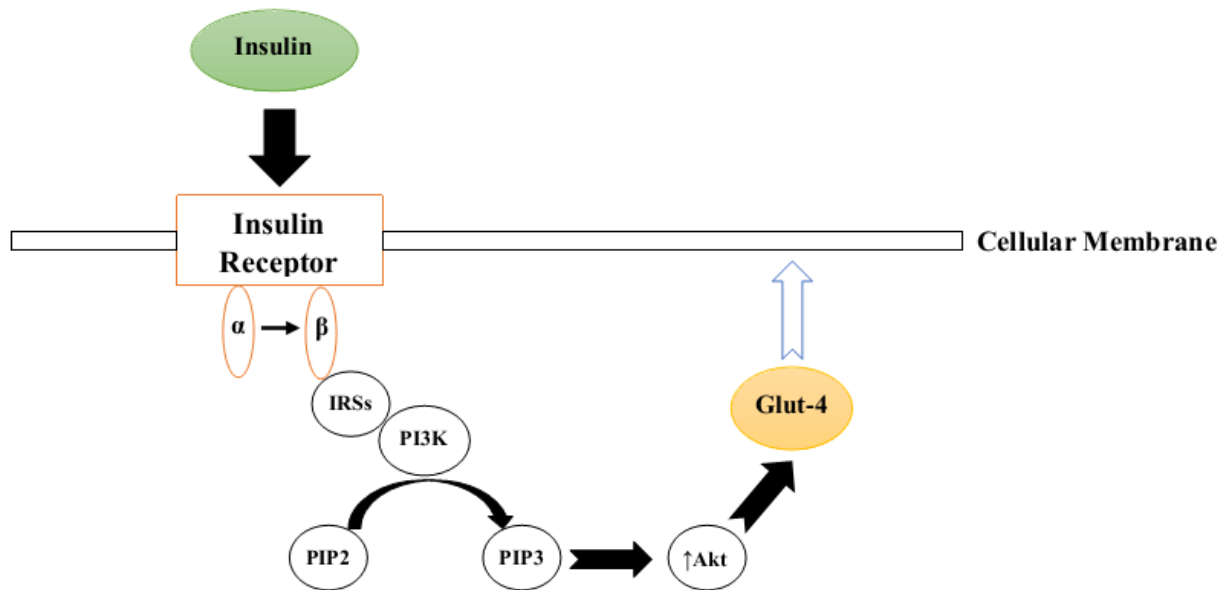 Insulin
Insulin
Receptor
Cellular Membrane
α
β
IRSs
PI3K
Glut-4
PIP2
PIP3
↑Akt